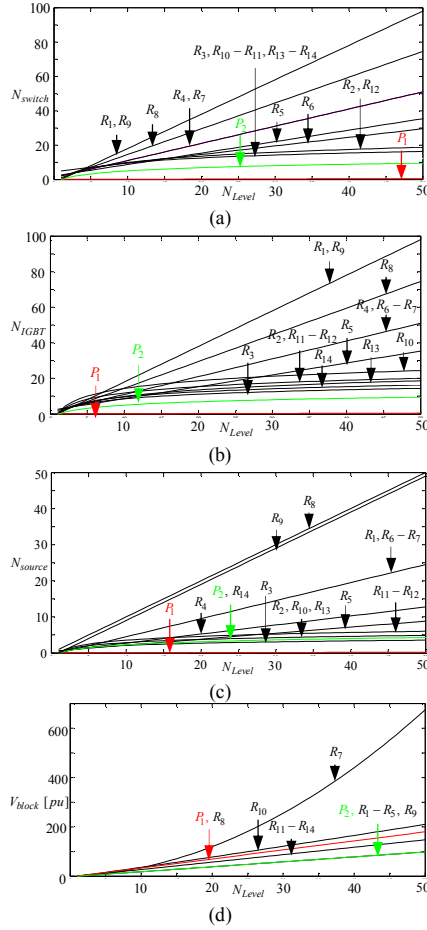 100
80
60
40
20
0
N_switch
R_3, R_10 − R_11, R_13 − R_14
R_1, R_9
R_8
R_4, R_7
P_2
R_5
R_6
R_2, R_12
P_1
10
20
30
40
50
N_Level
(a)
100
80
60
40
20
0
N_IGBT
R_1, R_9
R_8
R_4, R_6 − R_7
R_2, R_11 − R_12
R_5
R_10
R_3
R_14
R_13
P_1
P_2
10
20
30
40
50
N_Level
(b)
50
40
30
20
10
0
N_source
R_9
R_8
R_1, R_6 − R_7
P_1
R_4
P_2, R_14
R_3
R_2, R_10, R_13
R_5
R_11 − R_12
10
20
30
40
50
N_Level
(c)
600
400
200
0
V_block [pu]
R_7
P_1, R_8
R_10
R_11 − R_14
P_2, R_1 − R_5, R_9
10
20
30
40
50
N_Level
(d)